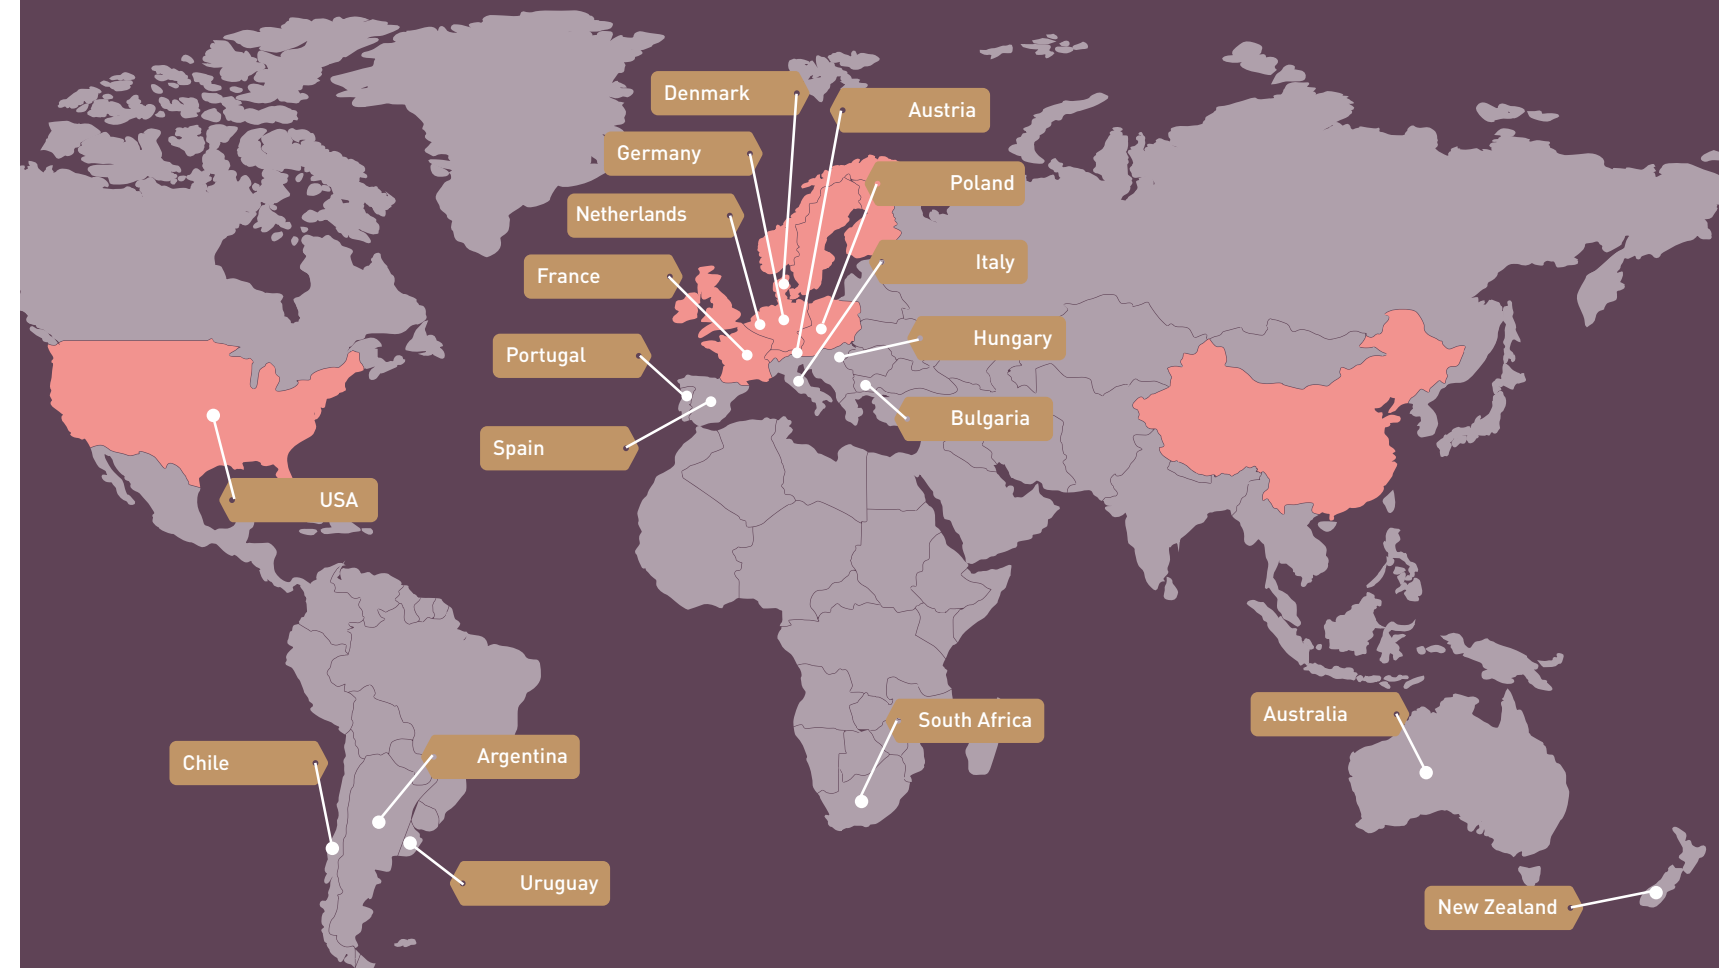 Denmark
Austria
Germany
Poland
Netherlands
Italy
France
Hungary
Portugal
Bulgaria
Spain
USA
Australia
South Africa
Argentina
Chile
Uruguay
New Zealand